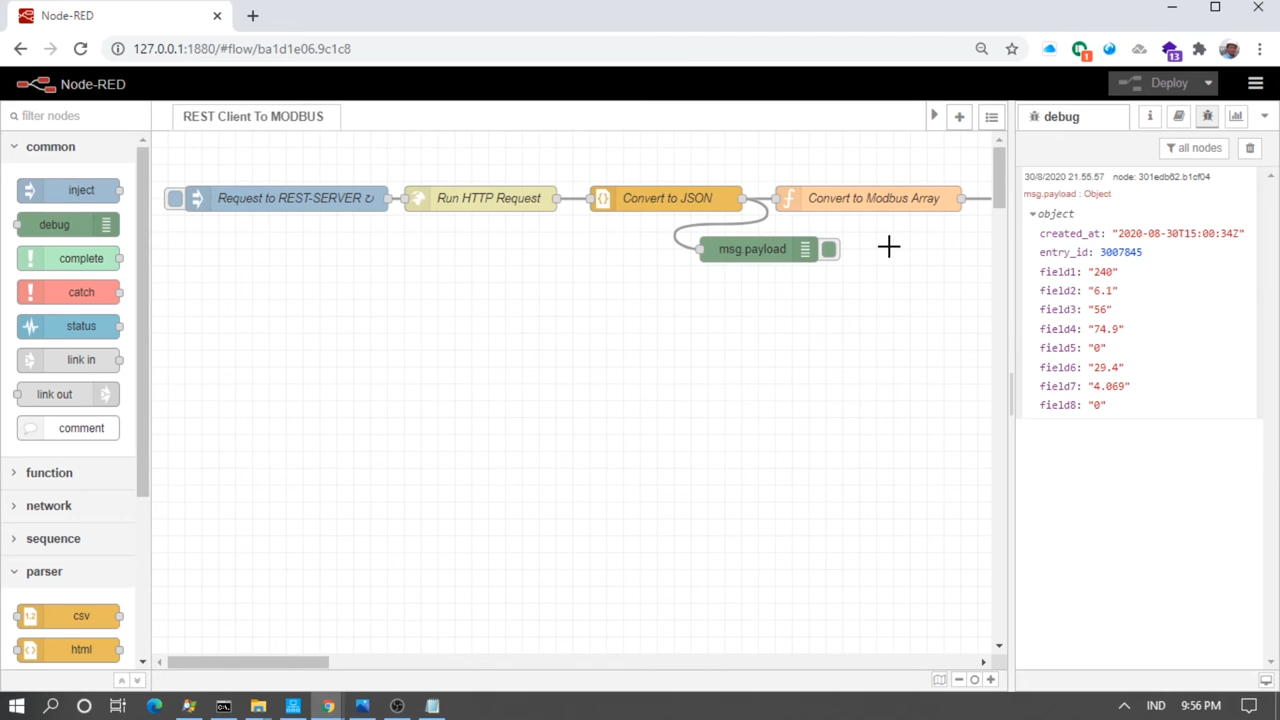 Node-RED
127.0.0.1:1880/#flow/ba1d1e06.9c1c8
1
13
Node-RED
Deploy
filter nodes
REST Client To MODBUS
debug
i
common
all nodes
inject
debug
complete
catch
status
link in
link out
comment
function
network
sequence
parser
1.2
csv
html
Request to REST-SERVER ↻
Run HTTP Request
Convert to JSON
Convert to Modbus Array
msg.payload
30/8/2020 21.55.57 node: 301edb62.b1cf04
msg.payload : Object
object
created_at: "2020-08-30T15:00:34Z"
entry_id: 3007845
field1: "240"
field2: "6.1"
field3: "56"
field4: "74.9"
field5: "0"
field6: "29.4"
field7: "4.069"
field8: "0"
IND
9:56 PM